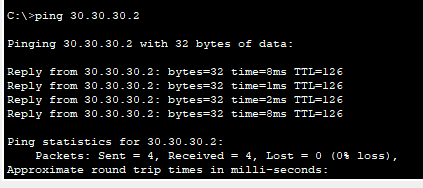 C:\>ping 30.30.30.2
Pinging 30.30.30.2 with 32 bytes of data:
Reply from 30.30.30.2: bytes=32 time=8ms TTL=126
Reply from 30.30.30.2: bytes=32 time=1ms TTL=126
Reply from 30.30.30.2: bytes=32 time=2ms TTL=126
Reply from 30.30.30.2: bytes=32 time=8ms TTL=126
Ping statistics for 30.30.30.2:
Packets: Sent = 4, Received = 4, Lost = 0 (0% loss),
Approximate round trip times in milli-seconds: